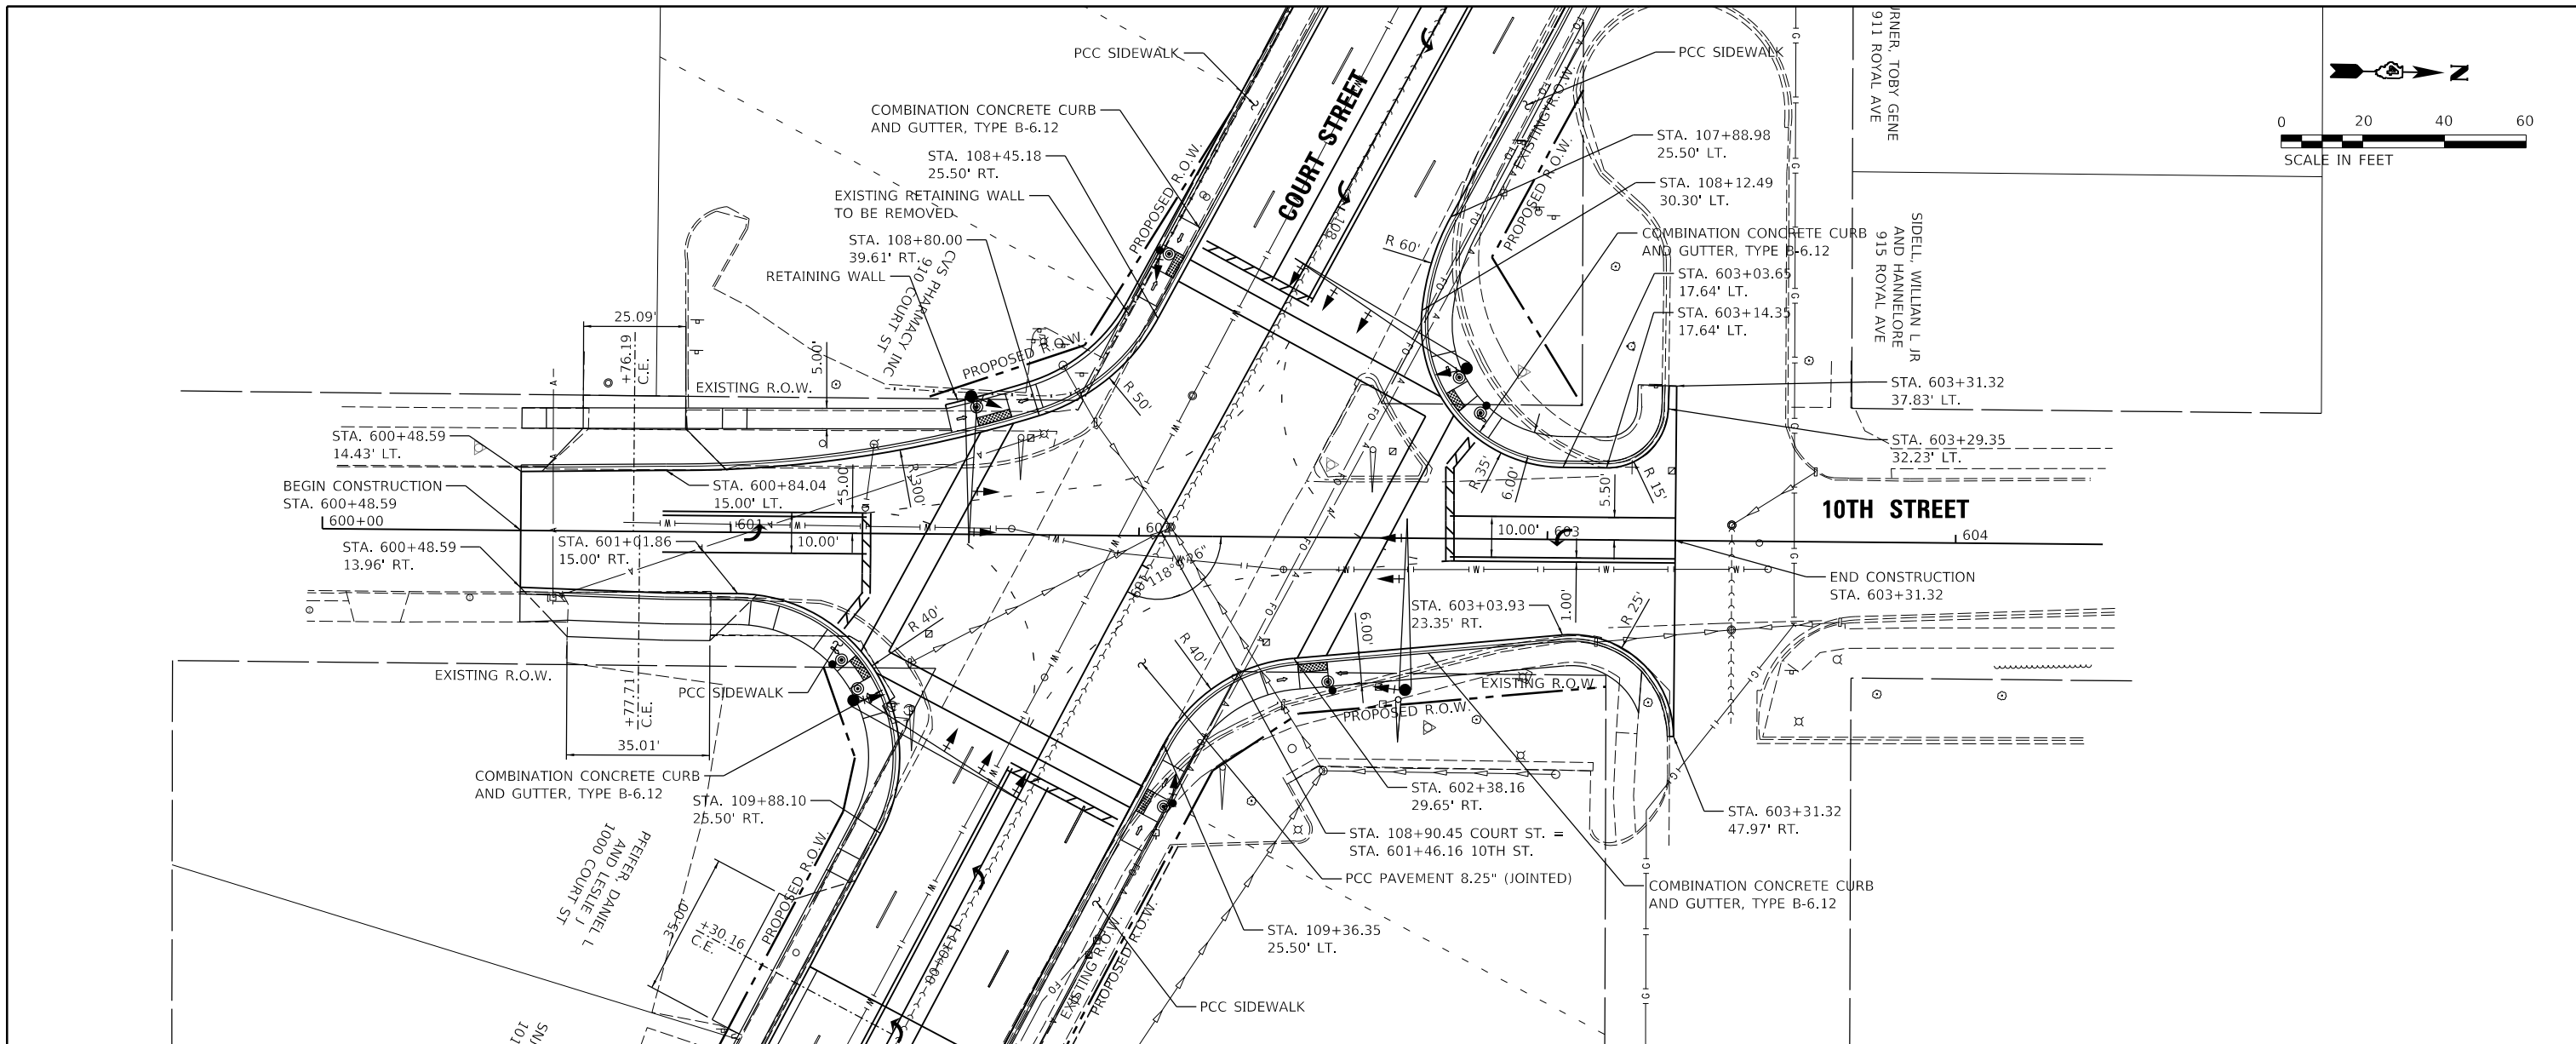 PCC SIDEWALK
COMBINATION CONCRETE CURB
AND GUTTER, TYPE B-6.12
STA. 108+45.18
25.50' RT.
EXISTING RETAINING WALL
TO BE REMOVED
STA. 108+80.00
39.61' RT.
RETAINING WALL
PROPOSED R.O.W.
CVS PHARMACY INC
910 COURT ST
PROPOSED R.O.W.
EXISTING R.O.W.
25.09'
+76.19
C.E.
5.00'
R 50'
COURT STREET
108
PCC SIDEWALK
EXISTING R.O.W.
PROPOSED R.O.W.
PROPOSED R.O.W.
R 60'
STA. 107+88.98
25.50' LT.
STA. 108+12.49
30.30' LT.
COMBINATION CONCRETE CURB
AND GUTTER, TYPE B-6.12
STA. 603+03.65
17.64' LT.
STA. 603+14.35
17.64' LT.
911 ROYAL AVE
SIDELL, WILLIAN L JR
AND HANNELORE
915 ROYAL AVE
N
0 20 40 60
SCALE IN FEET
STA. 603+31.32
37.83' LT.
STA. 603+29.35
32.23' LT.
10TH STREET
604
END CONSTRUCTION
STA. 603+31.32
STA. 600+48.59
14.43' LT.
BEGIN CONSTRUCTION
STA. 600+48.59
600+00
STA. 600+48.59
13.96' RT.
STA. 600+84.04
15.00' LT.
R 300'
5.00'
601
10.00'
STA. 601+01.86
15.00' RT.
602
109
R 35'
6.00'
R 15'
5.50'
10.00'
603
1.00'
R 25'
STA. 603+03.93
23.35' RT.
6.00'
R 40'
R 40'
EXISTING R.O.W.
+77.71
C.E.
35.01'
PCC SIDEWALK
COMBINATION CONCRETE CURB
AND GUTTER, TYPE B-6.12
STA. 109+88.10
25.50' RT.
PFEIFER, DANIEL L
AND LESLIE J
1000 COURT ST
PROPOSED R.O.W.
35.00'
+30.16
C.E.
110+00
EXISTING R.O.W.
PROPOSED R.O.W.
PCC SIDEWALK
EXISTING R.O.W.
PROPOSED R.O.W.
STA. 602+38.16
29.65' RT.
STA. 108+90.45 COURT ST. =
STA. 601+46.16 10TH ST.
PCC PAVEMENT 8.25" (JOINTED)
STA. 109+36.35
25.50' LT.
STA. 603+31.32
47.97' RT.
COMBINATION CONCRETE CURB
AND GUTTER, TYPE B-6.12